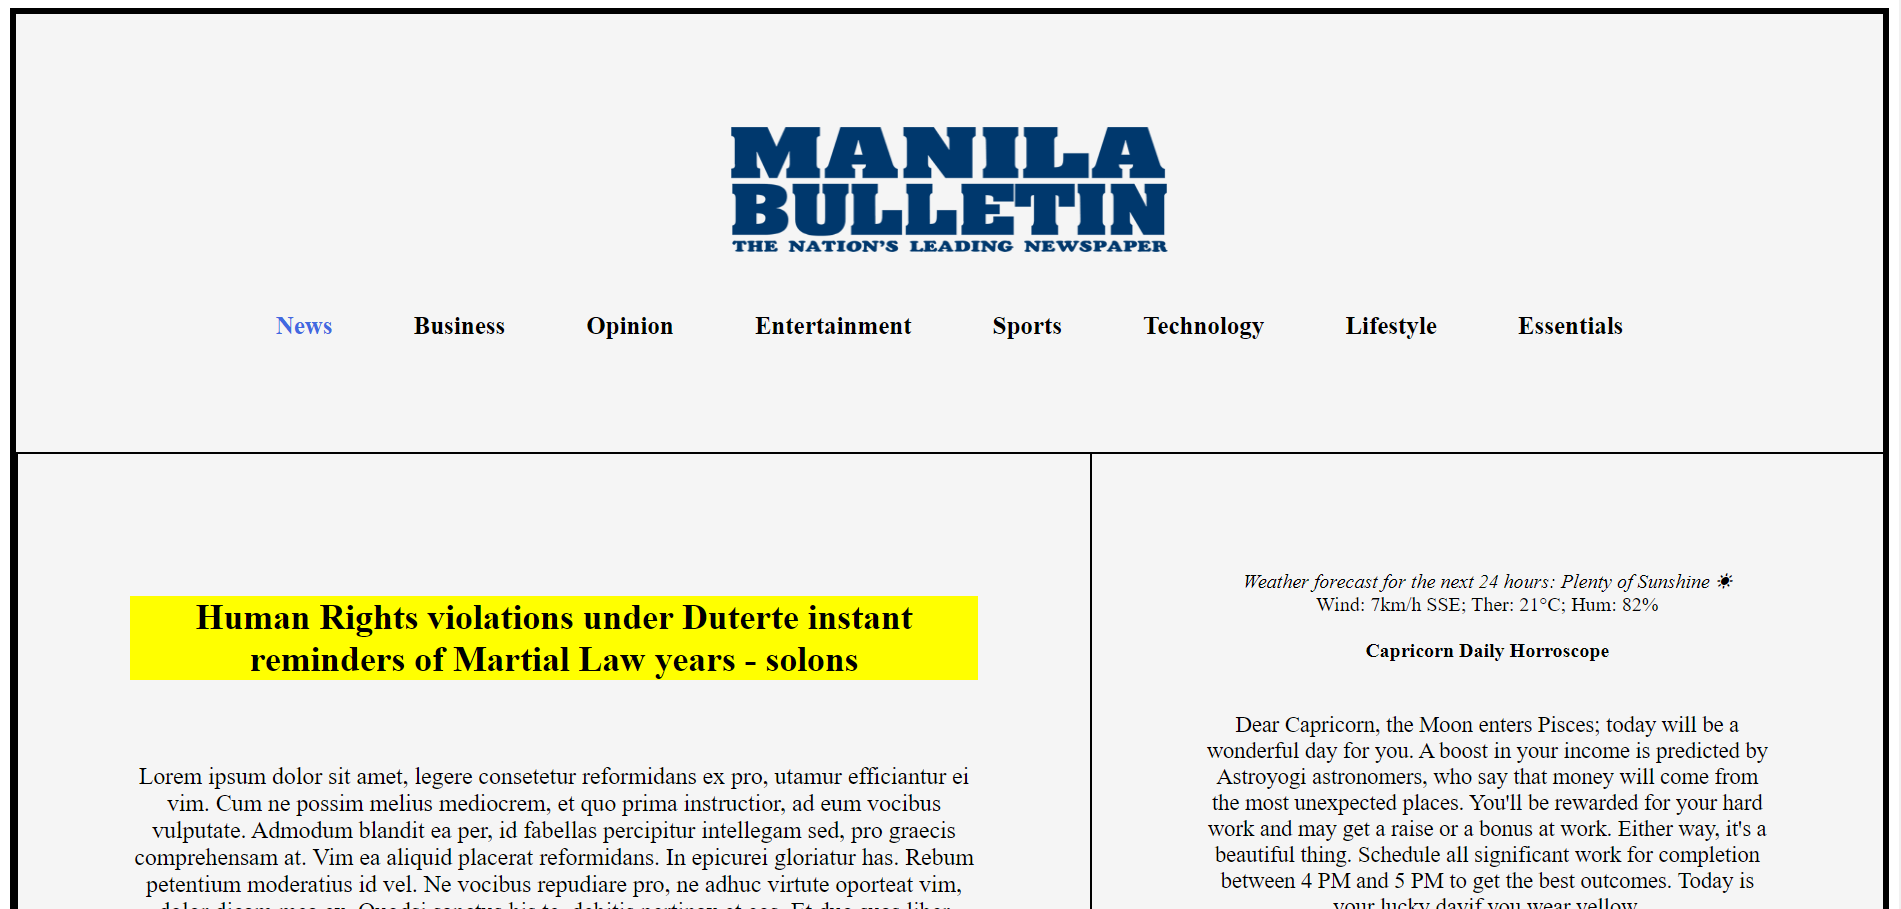 MANILA
BULLETIN
THE NATION'S LEADING NEWSPAPER
News Business Opinion Entertainment Sports Technology Lifestyle Essentials
Human Rights violations under Duterte instant
reminders of Martial Law years - solons
Lorem ipsum dolor sit amet, legere consetetur reformidans ex pro, utamur efficiantur ei
vim. Cum ne possim melius mediocrem, et quo prima instructior, ad eum vocibus
vulputate. Admodum blandit ea per, id fabellas percipitur intellegam sed, pro graecis
comprehensam at. Vim ea aliquid placerat reformidans. In epicurei gloriatur has. Rebum
petentium moderatius id vel. Ne vocibus repudiare pro, ne adhuc virtute oporteat vim,
Weather forecast for the next 24 hours: Plenty of Sunshine ☀
Wind: 7km/h SSE; Ther: 21°C; Hum: 82%
Capricorn Daily Horroscope
Dear Capricorn, the Moon enters Pisces; today will be a
wonderful day for you. A boost in your income is predicted by
Astroyogi astronomers, who say that money will come from
the most unexpected places. You'll be rewarded for your hard
work and may get a raise or a bonus at work. Either way, it's a
beautiful thing. Schedule all significant work for completion
between 4 PM and 5 PM to get the best outcomes. Today is
your lucky dayif you wear yellow